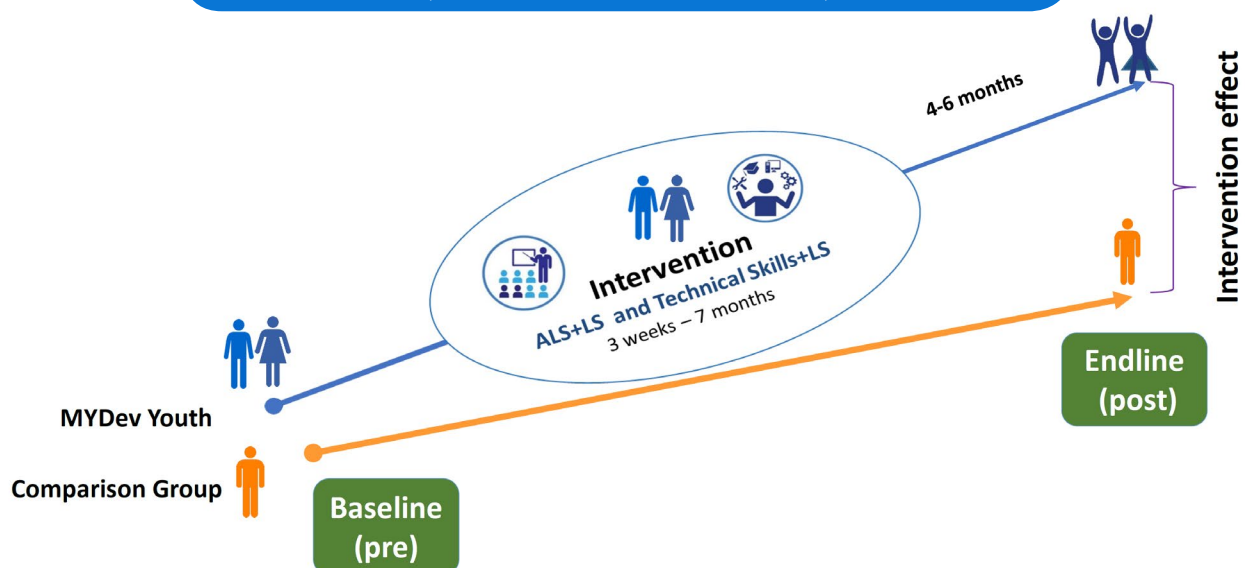 4-6 months
Intervention effect
Intervention
ALS+LS and Technical Skills+LS
3 weeks – 7 months
MYDev Youth
Comparison Group
Baseline
(pre)
Endline
(post)